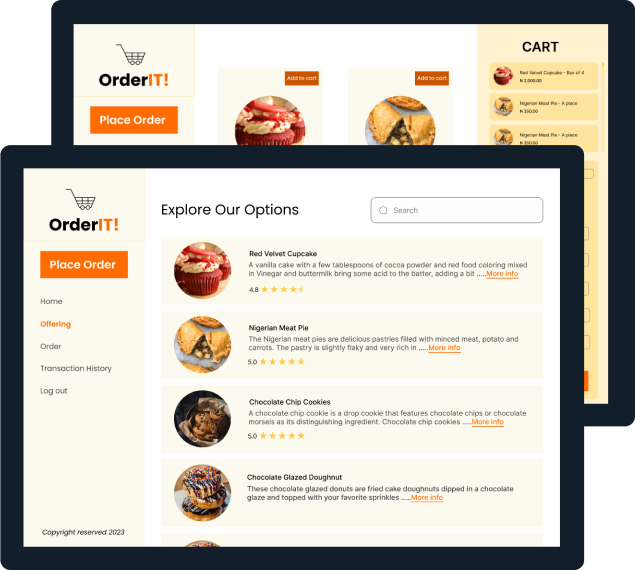 OrderIT!
Place Order
Add to cart
Add to cart
CART
Red Velvet Cupcake - Box of 4
N 2,000.00
Nigerian Meat Pie - A piece
N 350.00
Nigerian Meat Pie - A piece
N 350.00
OrderIT!
Place Order
Home
Offering
Order
Transaction History
Log out
Copyright reserved 2023
Explore Our Options
Search
Red Velvet Cupcake
A vanilla cake with a few tablespoons of cocoa powder and red food coloring mixed
in Vinegar and buttermilk bring some acid to the batter, adding a bit .....More info
4.8
Nigerian Meat Pie
The Nigerian meat pies are delicious pastries filled with minced meat, potato and
carrots. The pastry is slightly flaky and very rich in .....More info
5.0
Chocolate Chip Cookies
A chocolate chip cookie is a drop cookie that features chocolate chips or chocolate
morsels as its distinguishing ingredient. Chocolate chip cookies .....More info
5.0
Chocolate Glazed Doughnut
These chocolate glazed donuts are fried cake doughnuts dipped in a chocolate
glaze and topped with your favorite sprinkles .....More info